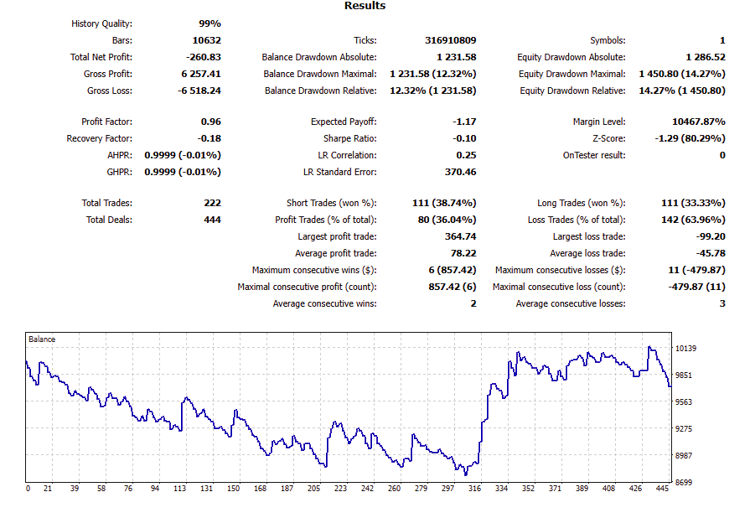 Results
History Quality: 99%
Bars: 10632 Ticks: 316910809 Symbols: 1
Total Net Profit: -260.83 Balance Drawdown Absolute: 1 231.58 Equity Drawdown Absolute: 1 286.52
Gross Profit: 6 257.41 Balance Drawdown Maximal: 1 231.58 (12.32%) Equity Drawdown Maximal: 1 450.80 (14.27%)
Gross Loss: -6 518.24 Balance Drawdown Relative: 12.32% (1 231.58) Equity Drawdown Relative: 14.27% (1 450.80)
Profit Factor: 0.96 Expected Payoff: -1.17 Margin Level: 10467.87%
Recovery Factor: -0.18 Sharpe Ratio: -0.10 Z-Score: -1.29 (80.29%)
AHPR: 0.9999 (-0.01%) LR Correlation: 0.25 OnTester result: 0
GHPR: 0.9999 (-0.01%) LR Standard Error: 370.46
Total Trades: 222 Short Trades (won %): 111 (38.74%) Long Trades (won %): 111 (33.33%)
Total Deals: 444 Profit Trades (% of total): 80 (36.04%) Loss Trades (% of total): 142 (63.96%)
Largest profit trade: 364.74 Largest loss trade: -99.20
Average profit trade: 78.22 Average loss trade: -45.78
Maximum consecutive wins ($): 6 (857.42) Maximum consecutive losses ($): 11 (-479.87)
Maximal consecutive profit (count): 857.42 (6) Maximal consecutive loss (count): -479.87 (11)
Average consecutive wins: 2 Average consecutive losses: 3
Balance
10139
9851
9563
9275
8987
8699
0 21 39 58 76 94 113 131 150 168 187 205 223 242 260 279 297 316 334 352 371 389 408 426 445